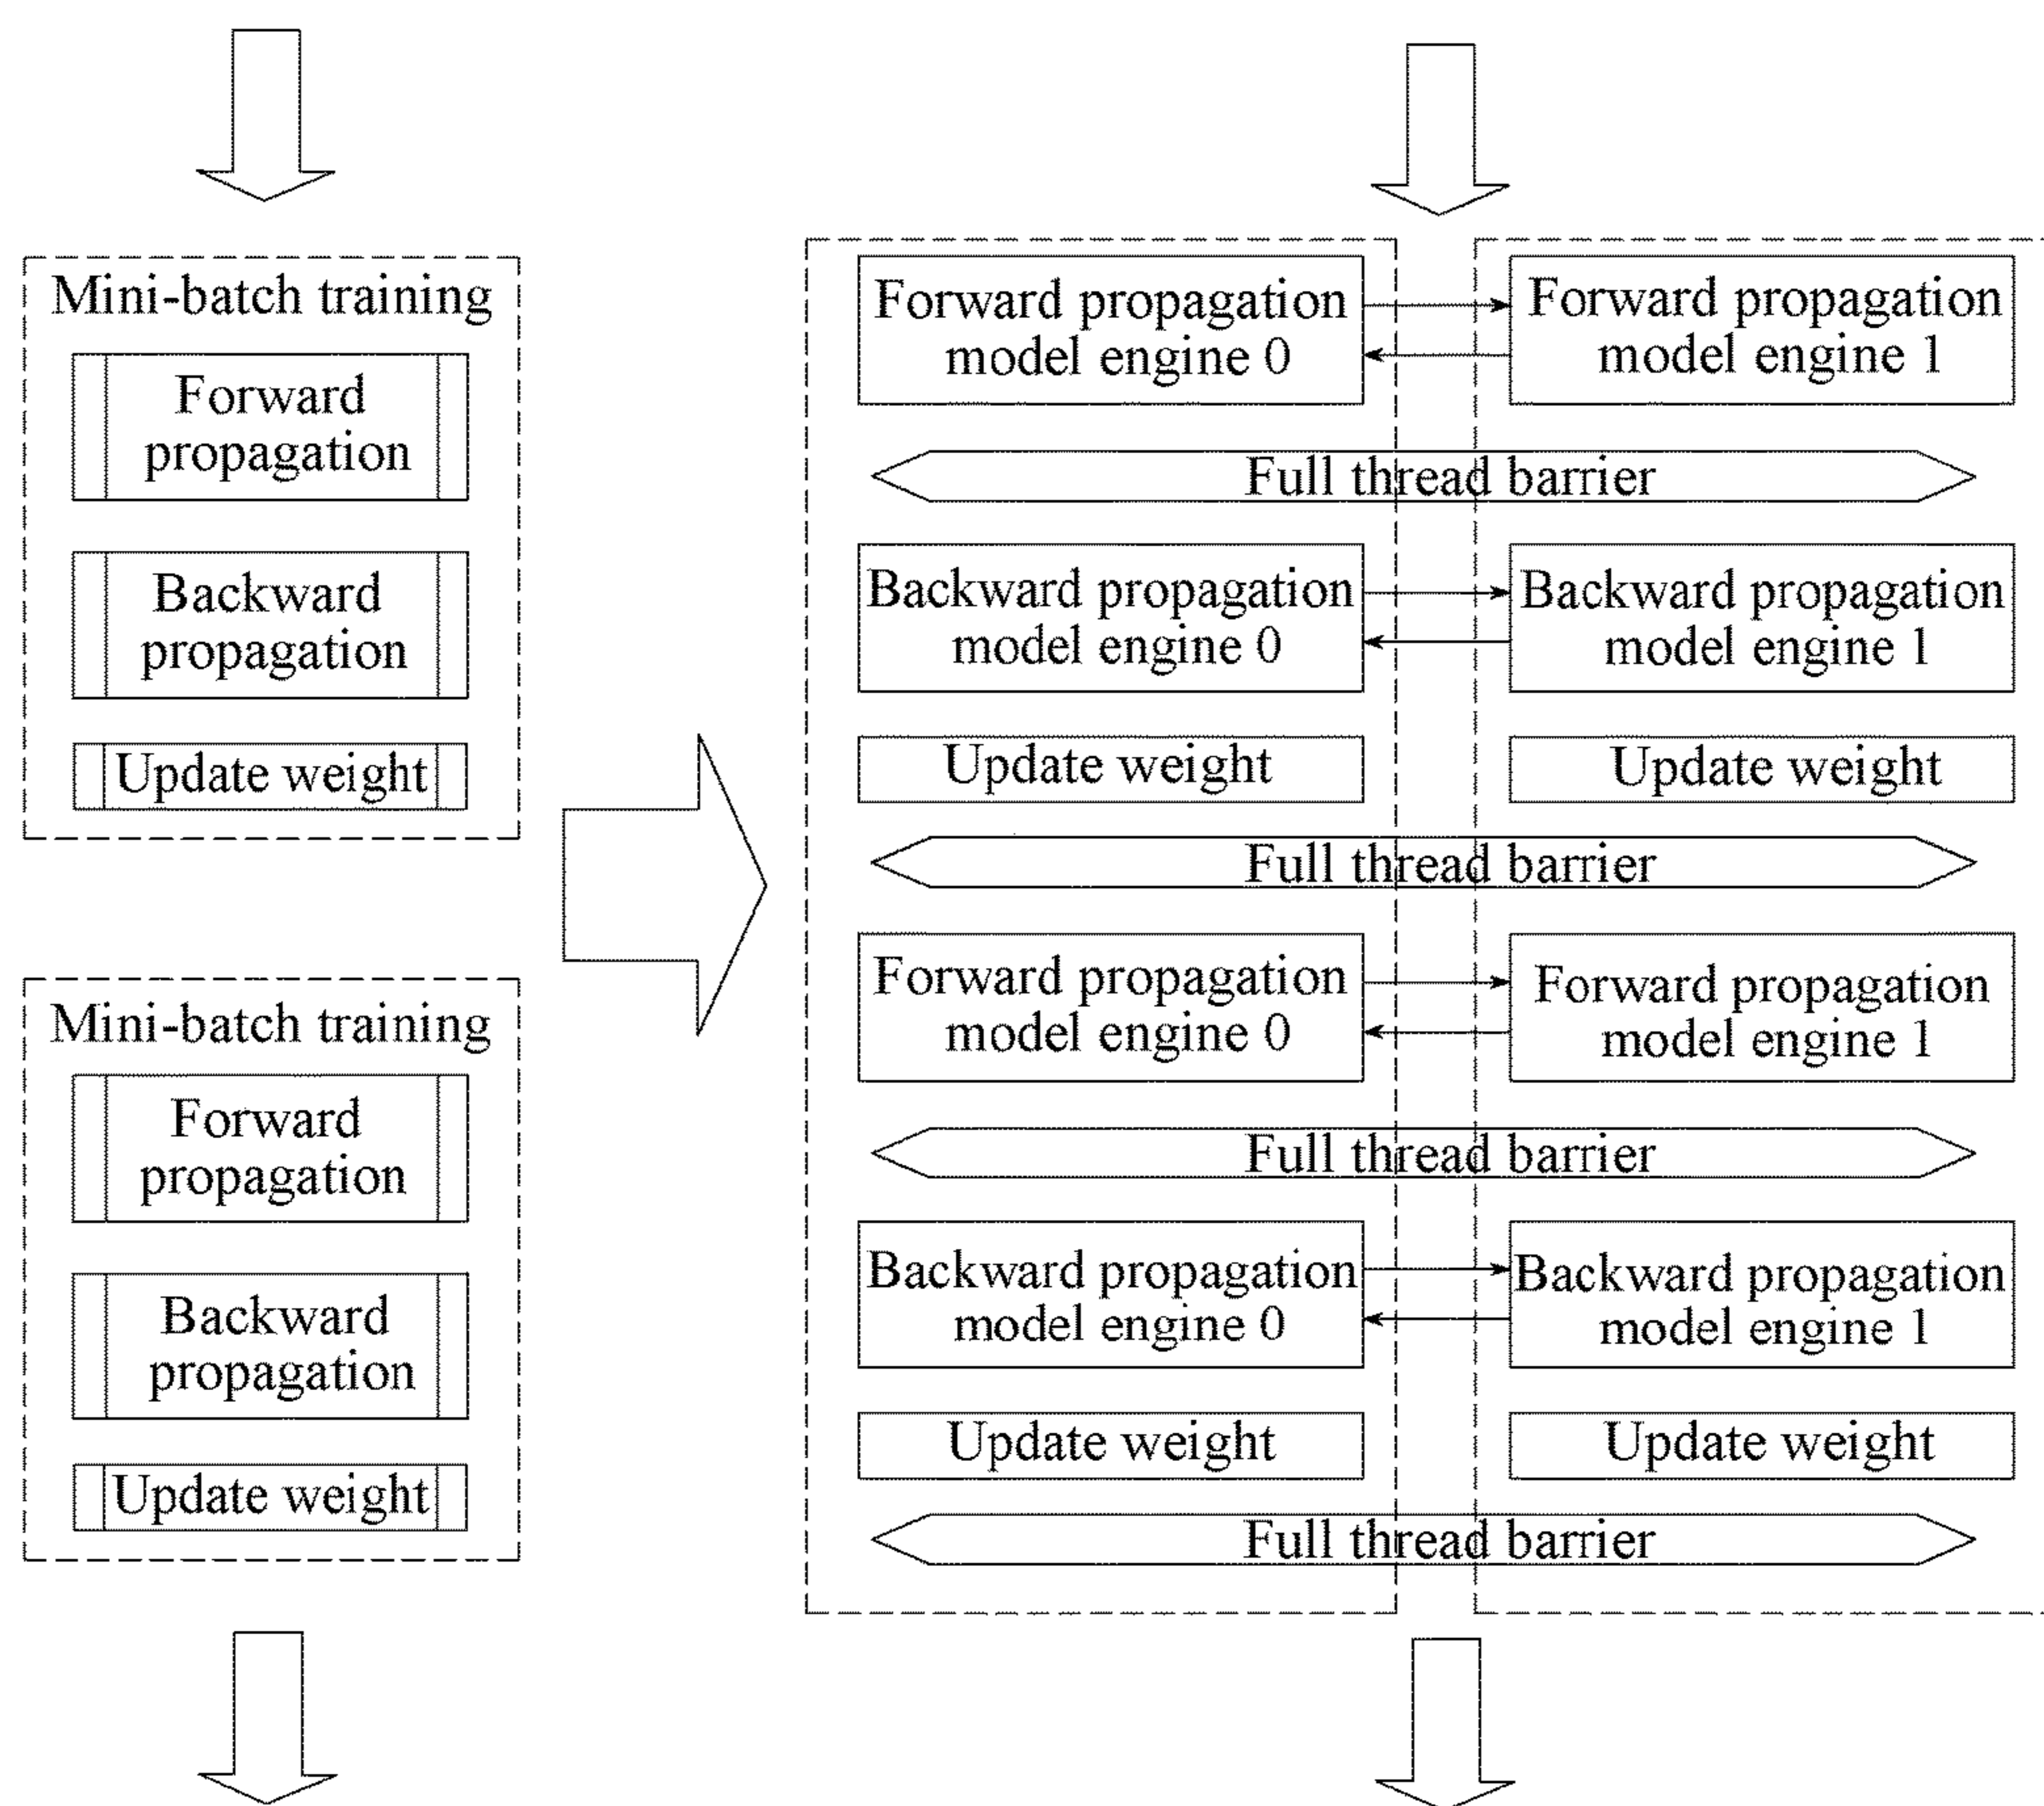 Mini-batch training
Forward
propagation
Backward
propagation
Update weight
Mini-batch training
Forward
propagation
Backward
propagation
Update weight
Forward propagation
model engine 0
Forward propagation
model engine 1
Full thread barrier
Backward propagation
model engine 0
Backward propagation
model engine 1
Update weight
Update weight
Full thread barrier
Forward propagation
model engine 0
Forward propagation
model engine 1
Full thread barrier
Backward propagation
model engine 0
Backward propagation
model engine 1
Update weight
Update weight
Full thread barrier